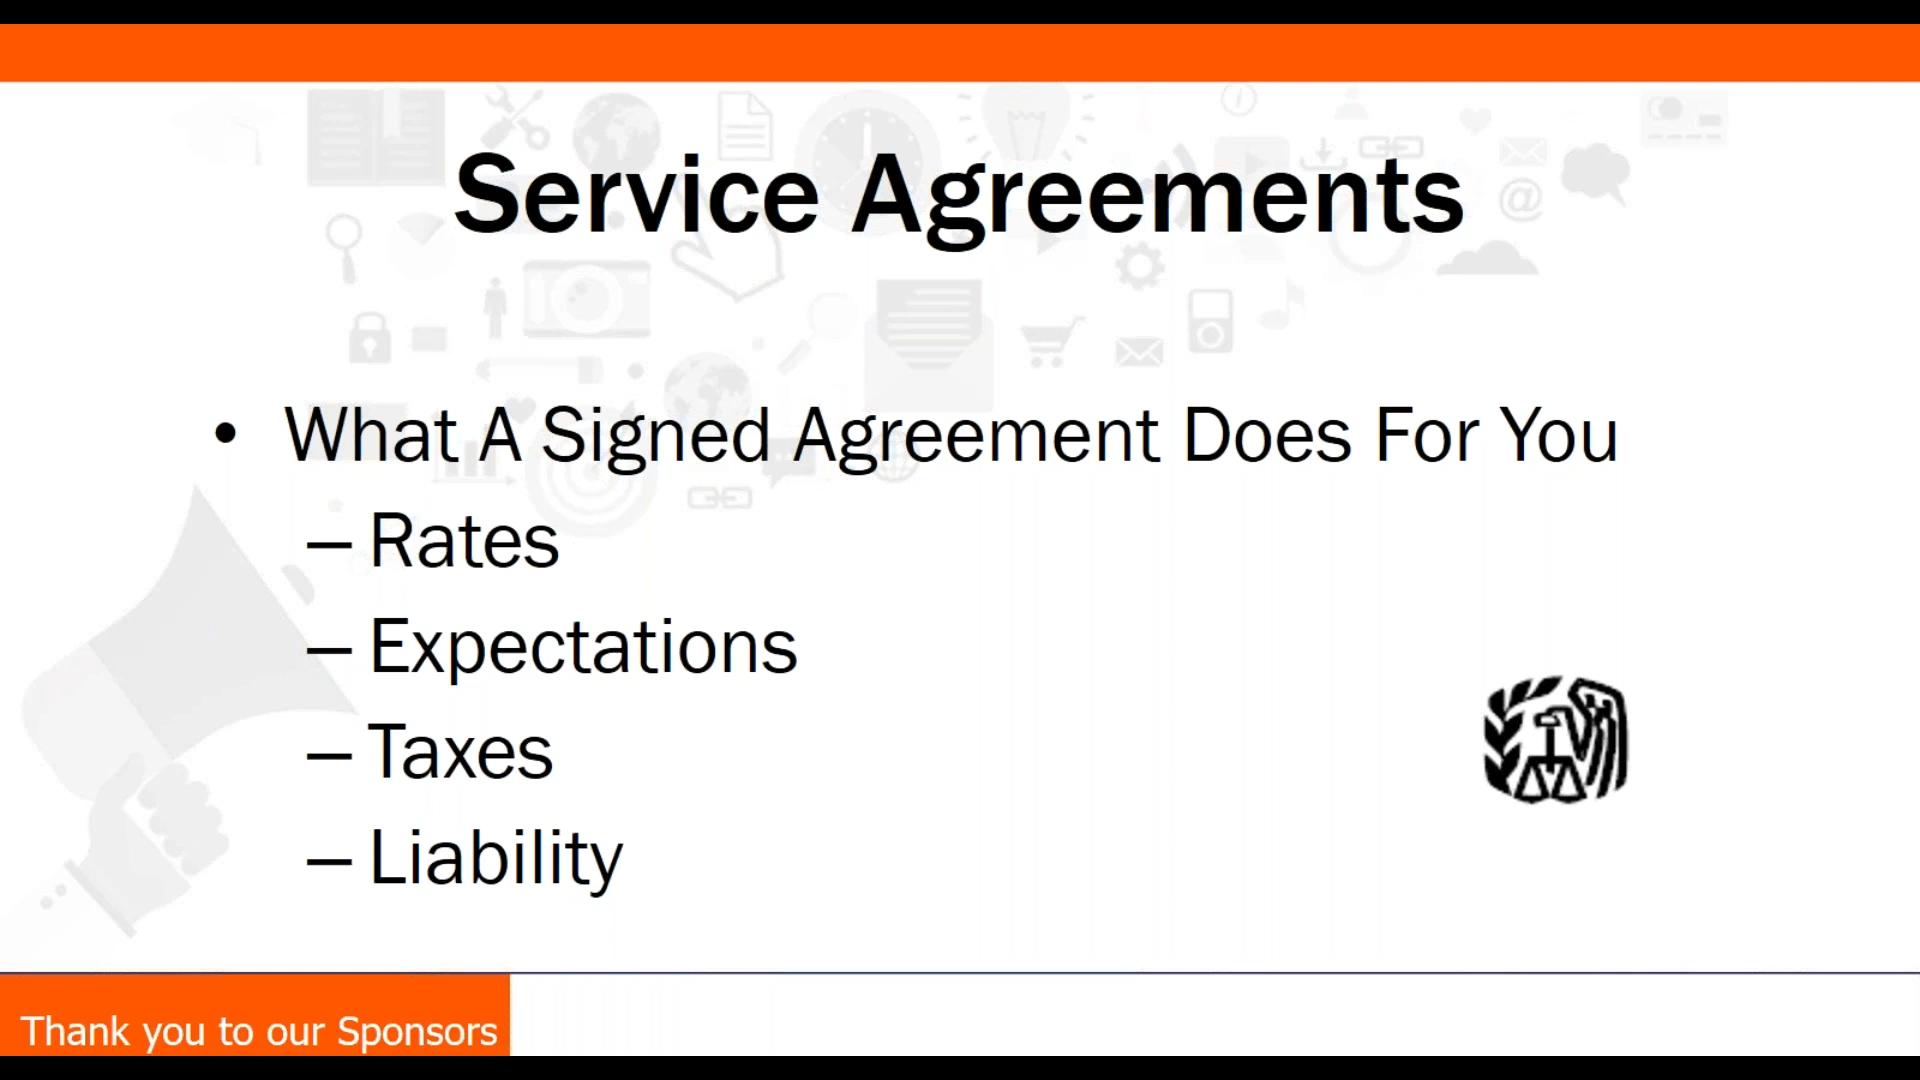 Service Agreements
• What A Signed Agreement Does For You
– Rates
– Expectations
– Taxes
– Liability
Thank you to our Sponsors